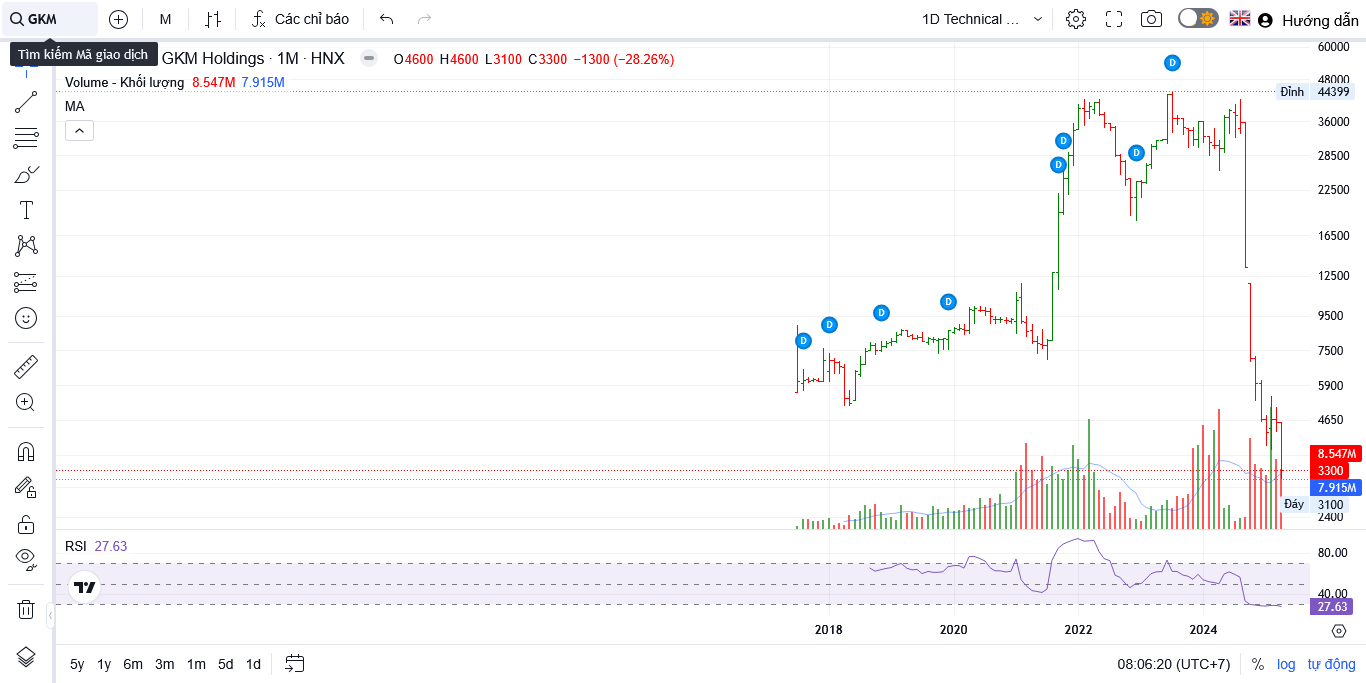 GKM M Các chỉ báo 1D Technical ... Hướng dẫn
Tìm kiếm Mã giao dịch GKM Holdings · 1M · HNX O4600 H4600 L3100 C3300 −1300 (−28.26%)
Volume - Khối lượng 8.547M 7.915M
MA
D
D
D
D
D
D
D
D
60000
48000
Đỉnh 44399
36000
28500
22500
16500
12500
9500
7500
5900
4650
8.547M
3300
7.915M
Đáy 3100
2400
RSI 27.63
80.00
40.00
27.63
2018 2020 2022 2024
5y 1y 6m 3m 1m 5d 1d 08:06:20 (UTC+7) % log tự động